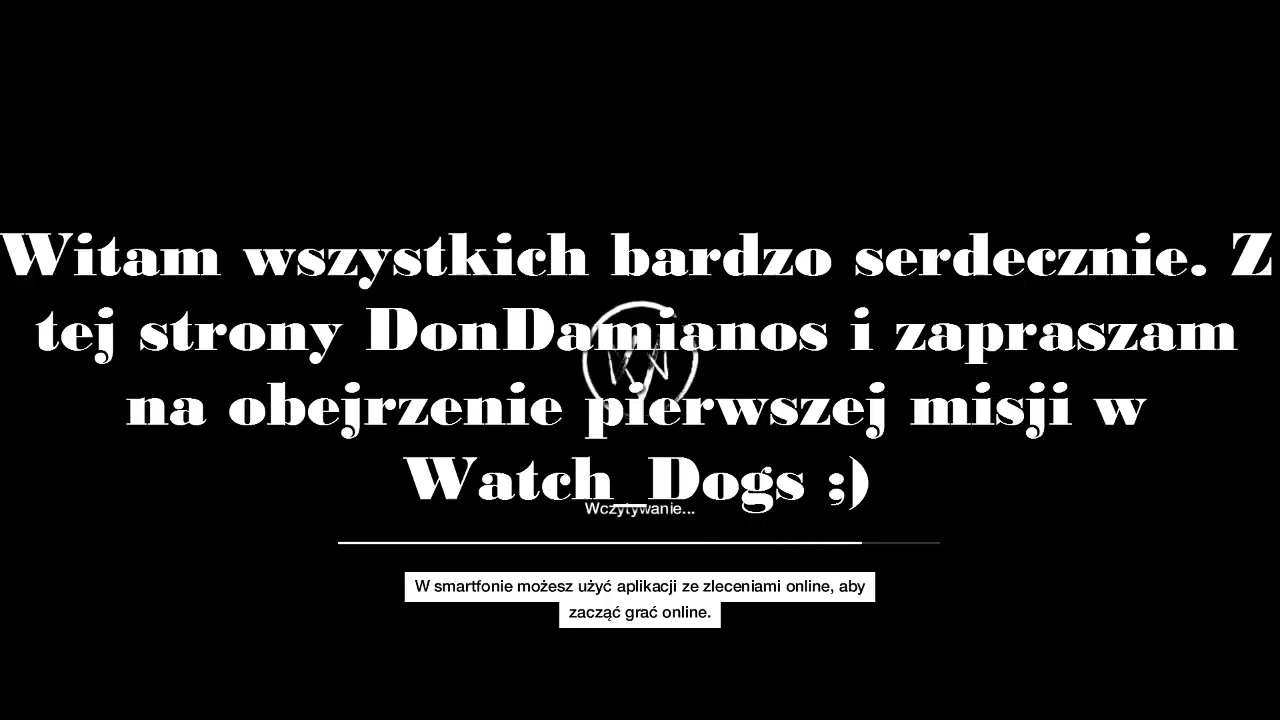 Witam wszystkich bardzo serdecznie. Z
tej strony DonDamianos i zapraszam
na obejrzenie pierwszej misji w
Watch_Dogs ;)
Wczytywanie...
W smartfonie możesz użyć aplikacji ze zleceniami online, aby
zacząć grać online.